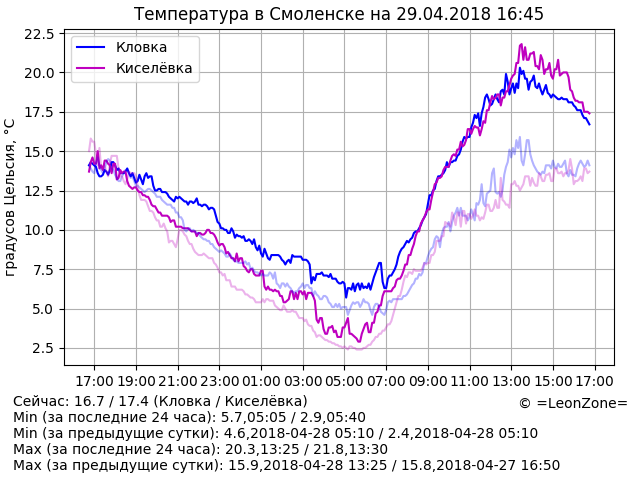 Температура в Смоленске на 29.04.2018 16:45
Кловка
Киселёвка
градусов Цельсия, °C
22.5
20.0
17.5
15.0
12.5
10.0
7.5
5.0
2.5
17:00 19:00 21:00 23:00 01:00 03:00 05:00 07:00 09:00 11:00 13:00 15:00 17:00
Сейчас: 16.7 / 17.4 (Кловка / Киселёвка)
© =LeonZone=
Min (за последние 24 часа): 5.7,05:05 / 2.9,05:40
Min (за предыдущие сутки): 4.6,2018-04-28 05:10 / 2.4,2018-04-28 05:10
Max (за последние 24 часа): 20.3,13:25 / 21.8,13:30
Max (за предыдущие сутки): 15.9,2018-04-28 13:25 / 15.8,2018-04-27 16:50